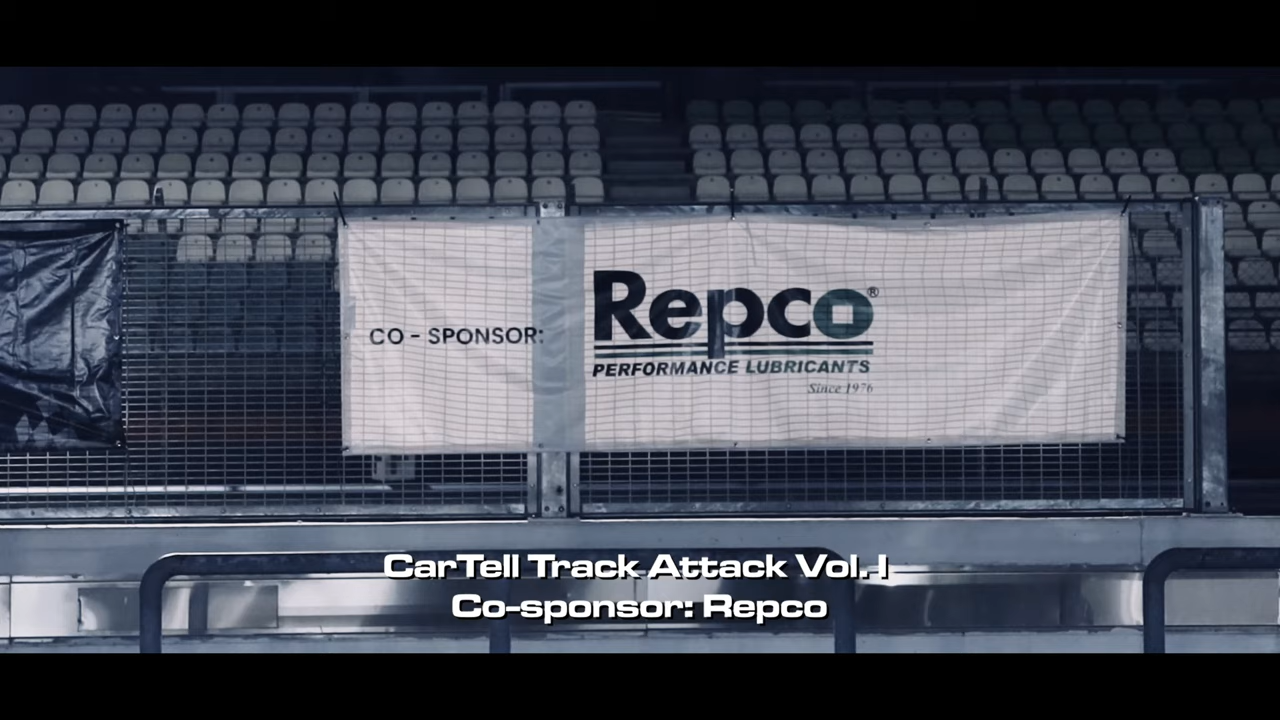 CO - SPONSOR:
Repco®
PERFORMANCE LUBRICANTS
Since 1976
CarTell Track Attack Vol. I
Co-sponsor: Repco